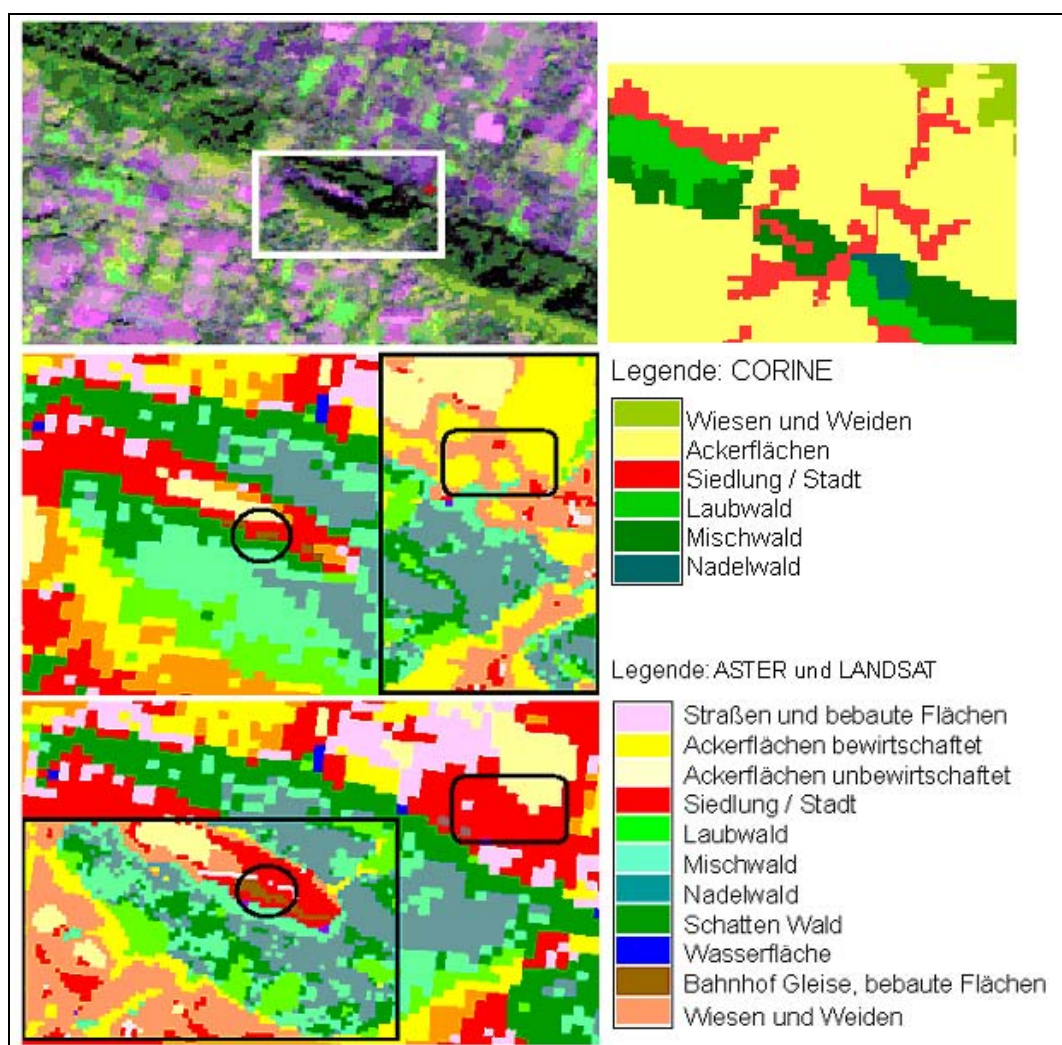 Legende: CORINE
Wiesen und Weiden
Ackerflächen
Siedlung / Stadt
Laubwald
Mischwald
Nadelwald
Legende: ASTER und LANDSAT
Straßen und bebaute Flächen
Ackerflächen bewirtschaftet
Ackerflächen unbewirtschaftet
Siedlung / Stadt
Laubwald
Mischwald
Nadelwald
Schatten Wald
Wasserfläche
Bahnhof Gleise, bebaute Flächen
Wiesen und Weiden